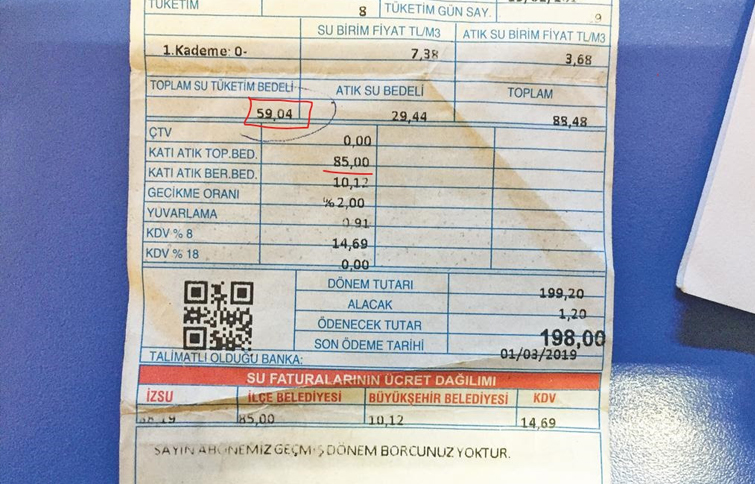 TÜKETİM 8 TÜKETİM GÜN SAY. 9
SU BİRİM FİYAT TL/M3 ATIK SU BİRİM FİYAT TL/M3
1.Kademe: 0- 7,38 3,68
TOPLAM SU TÜKETİM BEDELİ ATIK SU BEDELİ TOPLAM
59,04 29,44 88,48
ÇTV 0,00
KATI ATIK TOP.BED. 85,00
KATI ATIK BER.BED. 10,12
GECİKME ORANI %2,00
YUVARLAMA 0,91
KDV % 8 14,69
KDV % 18 0,00
DÖNEM TUTARI 199,20
ALACAK 1,20
ÖDENECEK TUTAR 198,00
SON ÖDEME TARİHİ 01/03/2019
TALİMATLI OLDUĞU BANKA:
SU FATURALARININ ÜCRET DAĞILIMI
İZSU İLÇE BELEDİYESİ BÜYÜKŞEHİR BELEDİYESİ KDV
85,00 10,12 14,69
SAYIN ABONEMİZ GEÇMİŞ DÖNEM BORCUNUZ YOKTUR.